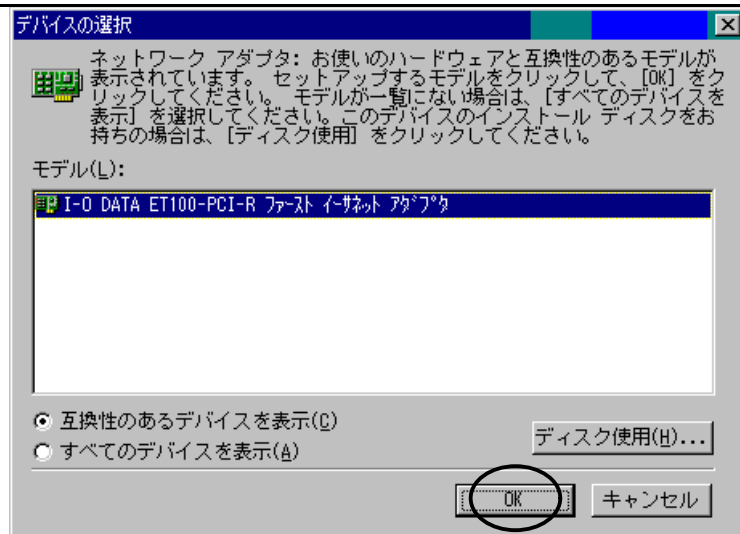 デバイスの選択
ネットワーク アダプタ: お使いのハードウェアと互換性のあるモデルが
表示されています。 セットアップするモデルをクリックして、[OK] をク
リックしてください。 モデルが一覧にない場合は、[すべてのデバイスを
表示] を選択してください。このデバイスのインストール ディスクをお
持ちの場合は、[ディスク使用] をクリックしてください。
モデル(L):
I-O DATA ET100-PCI-R ファースト イーサネット アダプタ
互換性のあるデバイスを表示(C)
すべてのデバイスを表示(A)
ディスク使用(H)...
OK
キャンセル